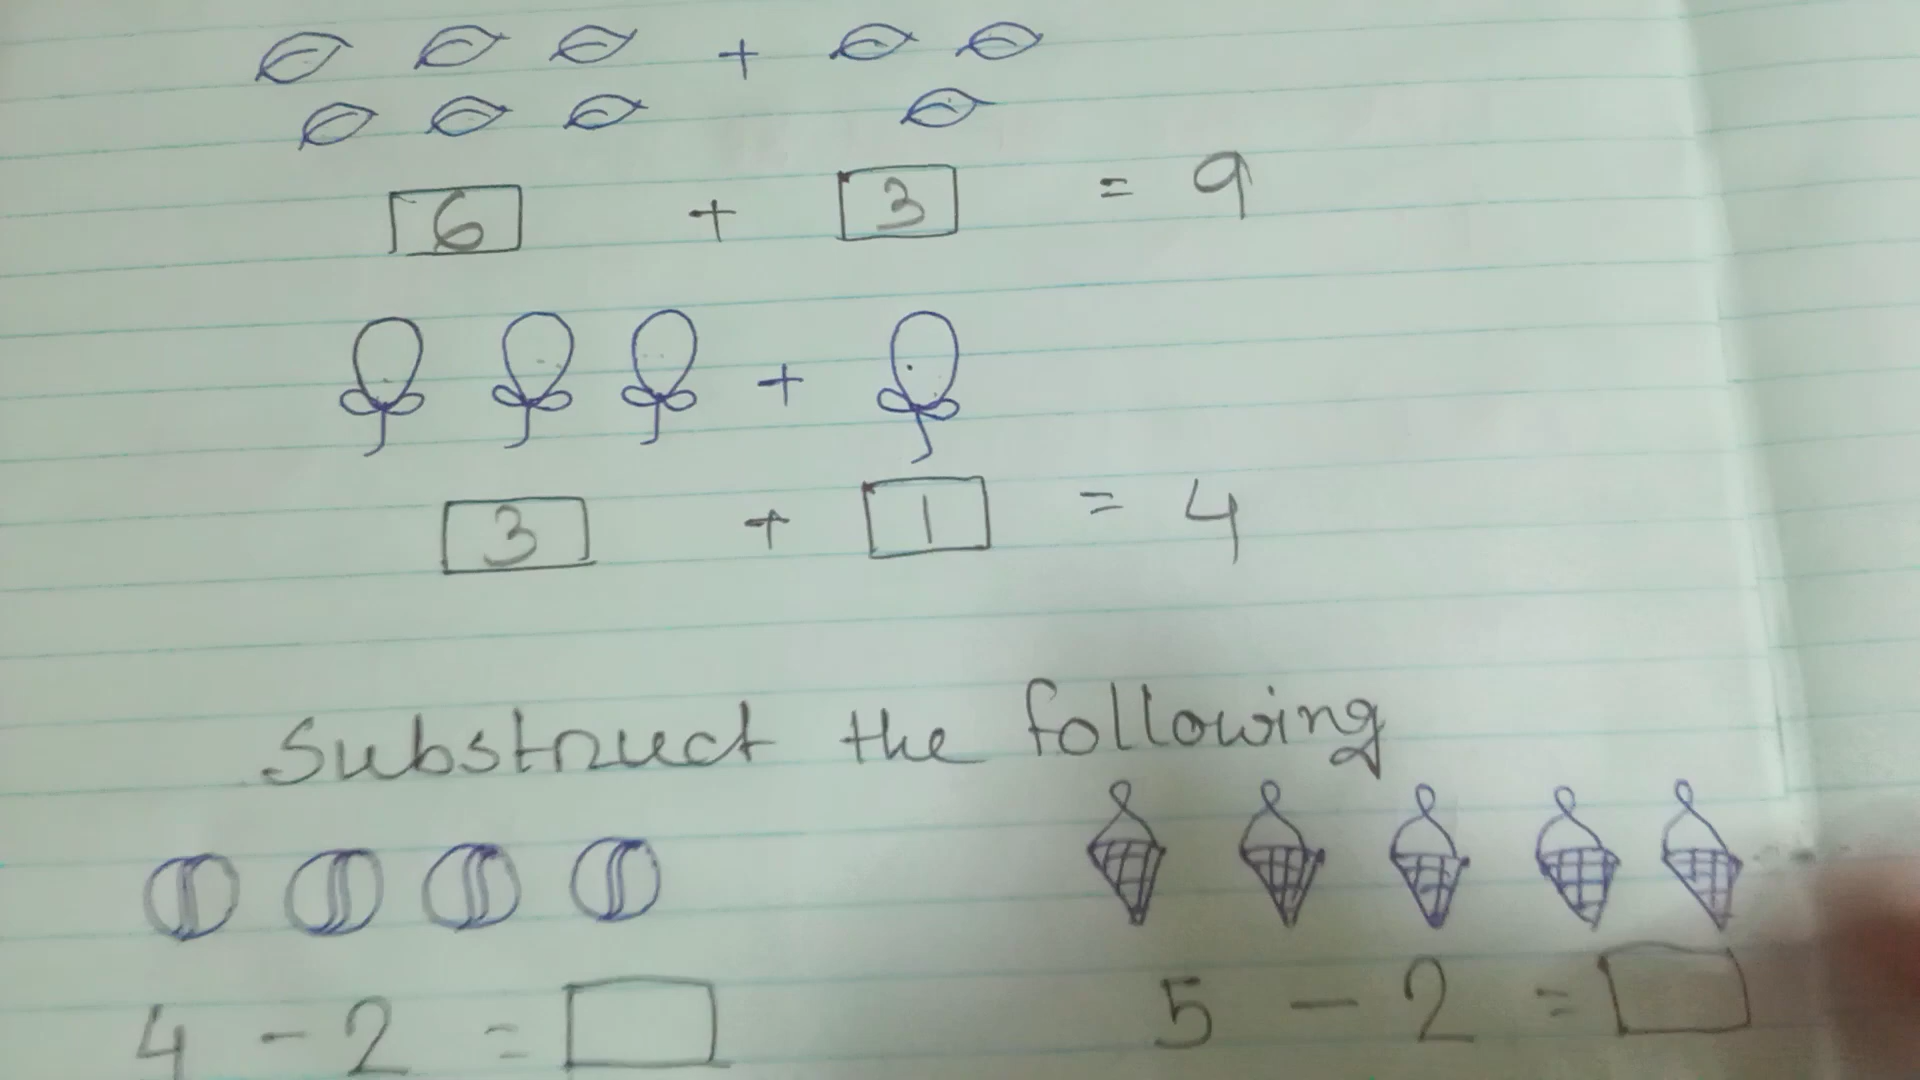 +
6 + 3 = 9
+
3 + 1 = 4
Substruct the following
4 - 2 =
5 - 2 =